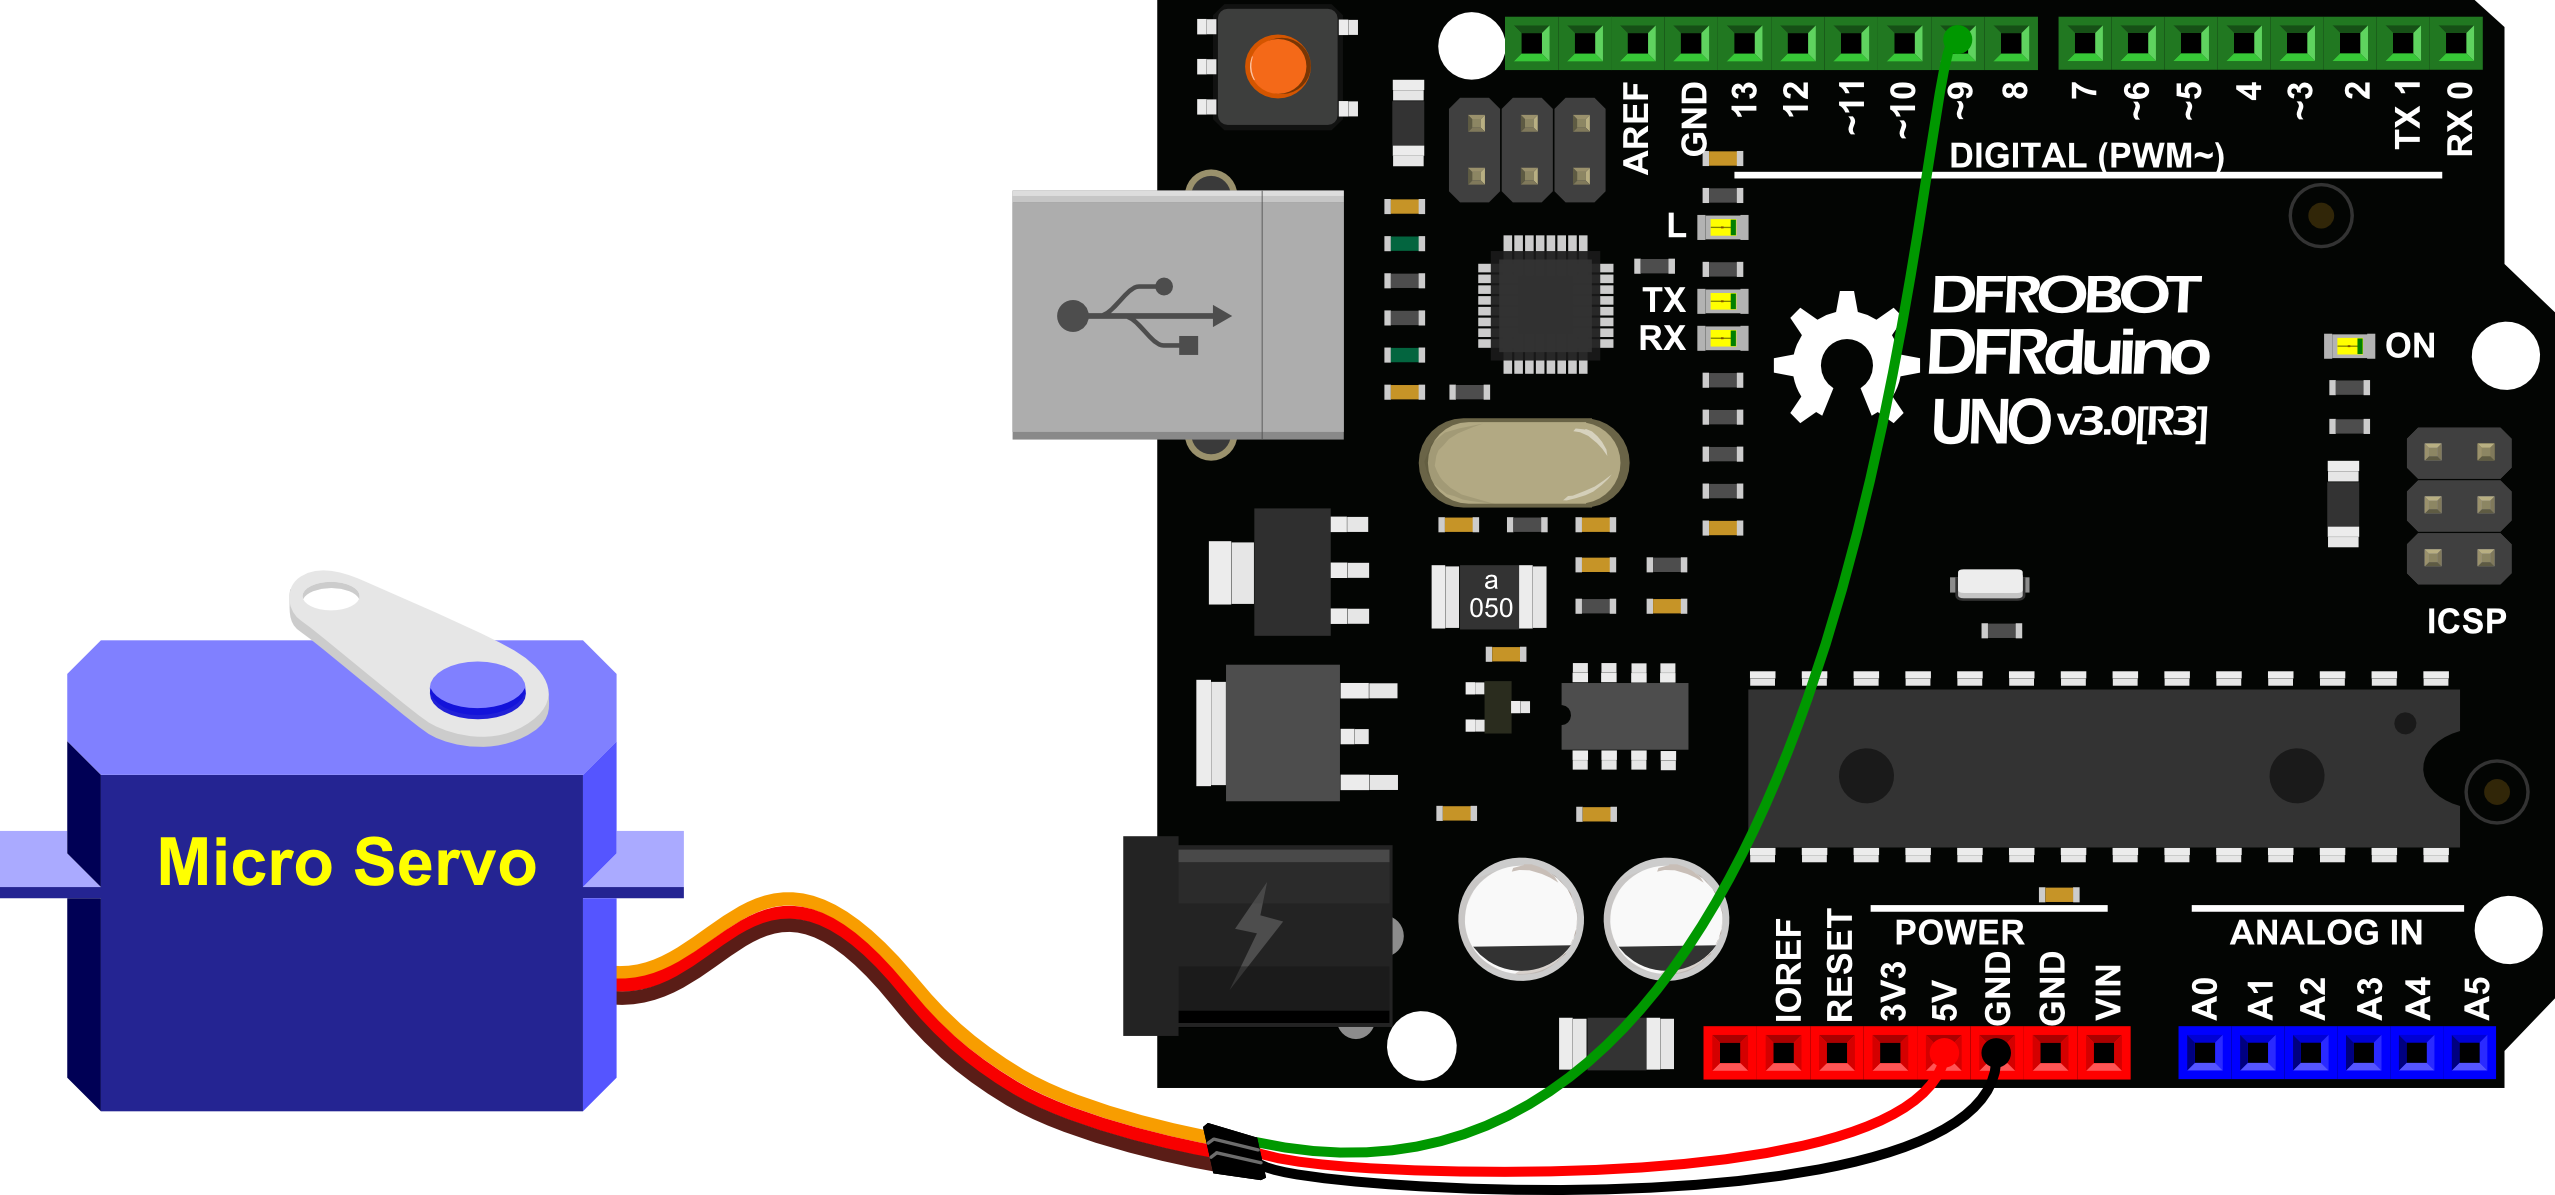 AREF
GND
13
12
~11
~10
~9
8
7
~6
~5
4
~3
2
TX 1
RX 0
DIGITAL (PWM~)
L
TX
RX
DFROBOT
DFRduino
UNO v3.0[R3]
ON
a
050
ICSP
Micro Servo
POWER
ANALOG IN
IOREF
RESET
3V3
5V
GND
GND
VIN
A0
A1
A2
A3
A4
A5